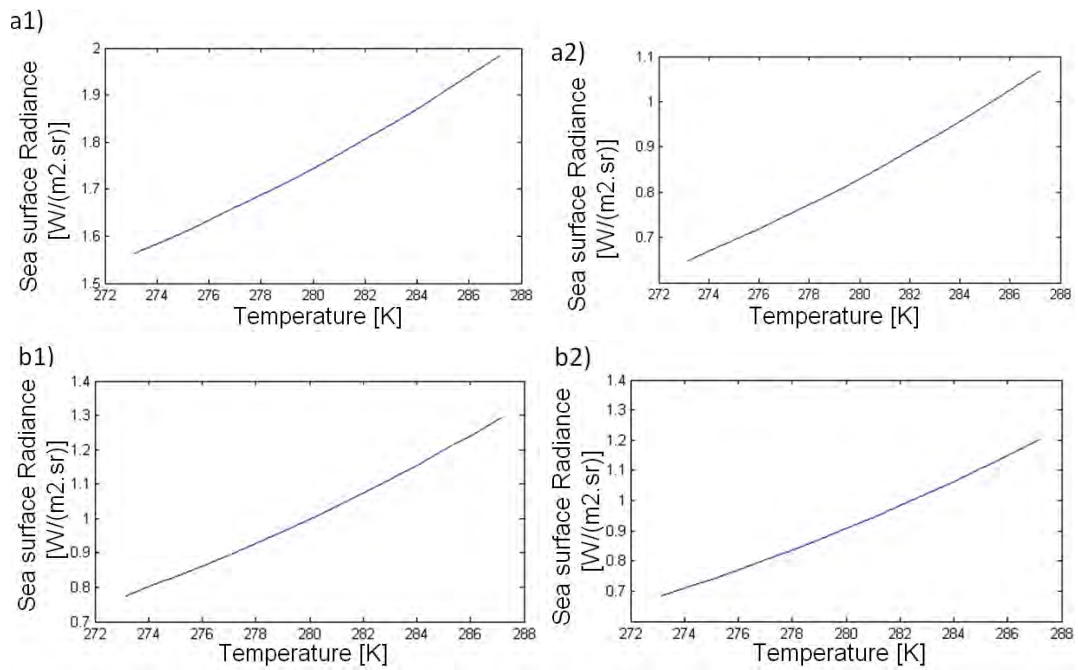 a1)
Sea surface Radiance
[W/(m2.sr)]
2
1.9
1.8
1.7
1.6
1.5
272 274 276 278 280 282 284 286 288
Temperature [K]
a2)
Sea surface Radiance
[W/(m2.sr)]
1.1
1
0.9
0.8
0.7
272 274 276 278 280 282 284 286 288
Temperature [K]
b1)
Sea surface Radiance
[W/(m2.sr)]
1.4
1.3
1.2
1.1
1
0.9
0.8
0.7
272 274 276 278 280 282 284 286 288
Temperature [K]
b2)
Sea surface Radiance
[W/(m2.sr)]
1.4
1.3
1.2
1.1
1
0.9
0.8
0.7
272 274 276 278 280 282 284 286 288
Temperature [K]